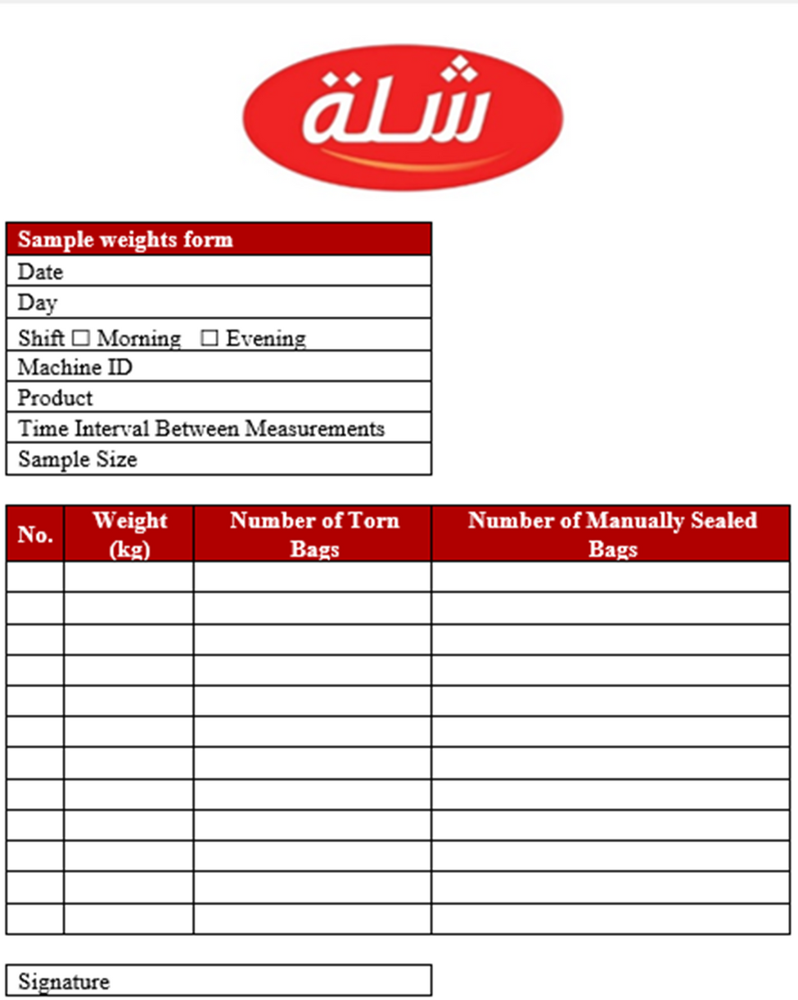 شلة
Sample weights form
Date
Day
Shift ☐ Morning ☐ Evening
Machine ID
Product
Time Interval Between Measurements
Sample Size
No.
Weight
(kg)
Number of Torn
Bags
Number of Manually Sealed
Bags
Signature